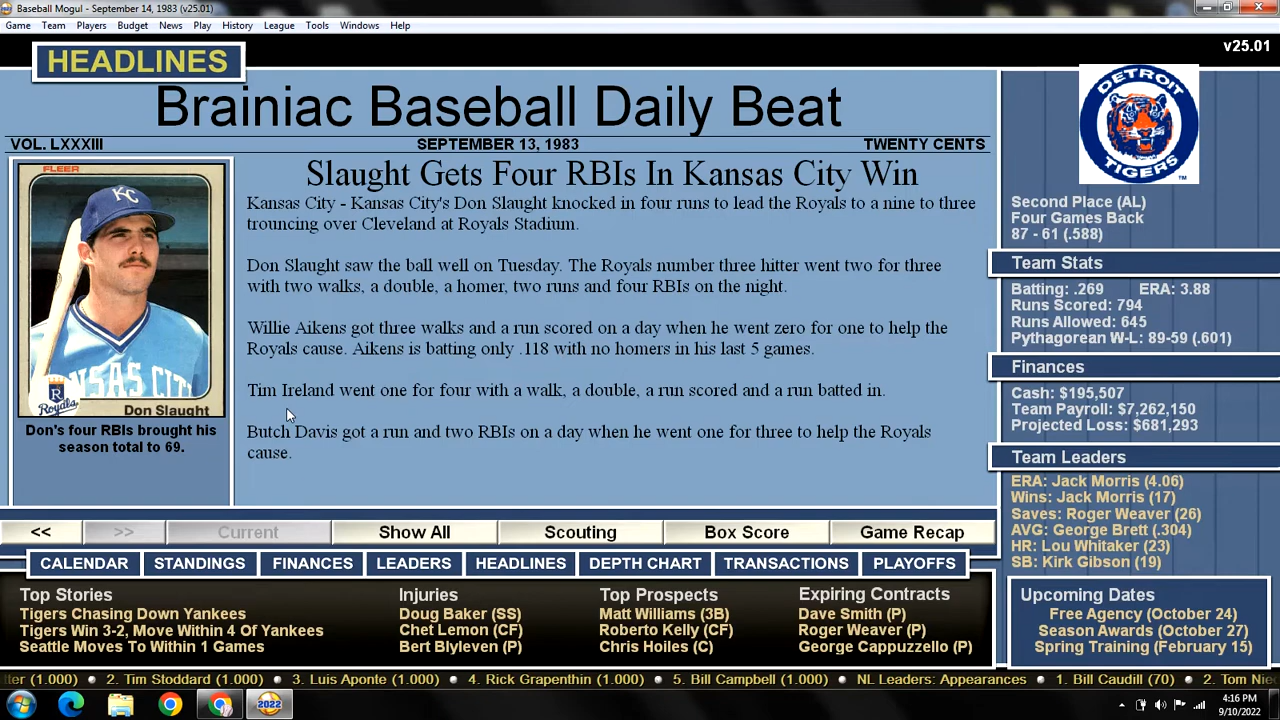 Baseball Mogul - September 14, 1983 (v25.01)
Game Team Players Budget News Play History League Tools Windows Help
HEADLINES
v25.01
Brainiac Baseball Daily Beat
VOL. LXXXIII SEPTEMBER 13, 1983 TWENTY CENTS
FLEER
KC
KANSAS CITY
Royals
Don Slaught
Don's four RBIs brought his
season total to 69.
Slaught Gets Four RBIs In Kansas City Win
Kansas City - Kansas City's Don Slaught knocked in four runs to lead the Royals to a nine to three
trouncing over Cleveland at Royals Stadium.
Don Slaught saw the ball well on Tuesday. The Royals number three hitter went two for three
with two walks, a double, a homer, two runs and four RBIs on the night.
Willie Aikens got three walks and a run scored on a day when he went zero for one to help the
Royals cause. Aikens is batting only .118 with no homers in his last 5 games.
Tim Ireland went one for four with a walk, a double, a run scored and a run batted in.
Butch Davis got a run and two RBIs on a day when he went one for three to help the Royals
cause.
DETROIT
TIGERS
TM
Second Place (AL)
Four Games Back
87 - 61 (.588)
Team Stats
Batting: .269 ERA: 3.88
Runs Scored: 794
Runs Allowed: 645
Pythagorean W-L: 89-59 (.601)
Finances
Cash: $195,507
Team Payroll: $7,262,150
Projected Loss: $681,293
Team Leaders
ERA: Jack Morris (4.06)
Wins: Jack Morris (17)
Saves: Roger Weaver (26)
AVG: George Brett (.304)
HR: Lou Whitaker (23)
SB: Kirk Gibson (19)
<< >> Current Show All Scouting Box Score Game Recap
CALENDAR STANDINGS FINANCES LEADERS HEADLINES DEPTH CHART TRANSACTIONS PLAYOFFS
Top Stories
Tigers Chasing Down Yankees
Tigers Win 3-2, Move Within 4 Of Yankees
Seattle Moves To Within 1 Games
Injuries
Doug Baker (SS)
Chet Lemon (CF)
Bert Blyleven (P)
Top Prospects
Matt Williams (3B)
Roberto Kelly (CF)
Chris Hoiles (C)
Expiring Contracts
Dave Smith (P)
Roger Weaver (P)
George Cappuzzello (P)
Upcoming Dates
Free Agency (October 24)
Season Awards (October 27)
Spring Training (February 15)
tter (1.000) • 2. Tim Stoddard (1.000) • 3. Luis Aponte (1.000) • 4. Rick Grapenthin (1.000) • 5. Bill Campbell (1.000) • NL Leaders: Appearances • 1. Bill Caudill (70) • 2. Tom Nie
2022
4:16 PM
9/10/2022